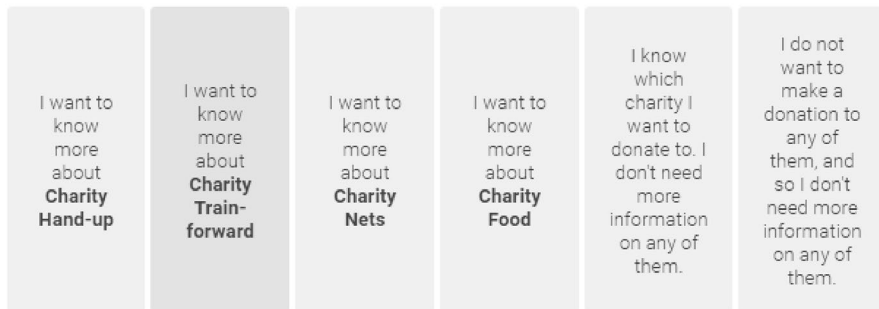 I want to
know
more
about
Charity
Hand-up
I want to
know
more
about
Charity
Train-
forward
I want to
know
more
about
Charity
Nets
I want to
know
more
about
Charity
Food
I know
which
charity I
want to
donate to. I
don't need
more
information
on any of
them.
I do not
want to
make a
donation to
any of
them, and
so I don't
need more
information
on any of
them.